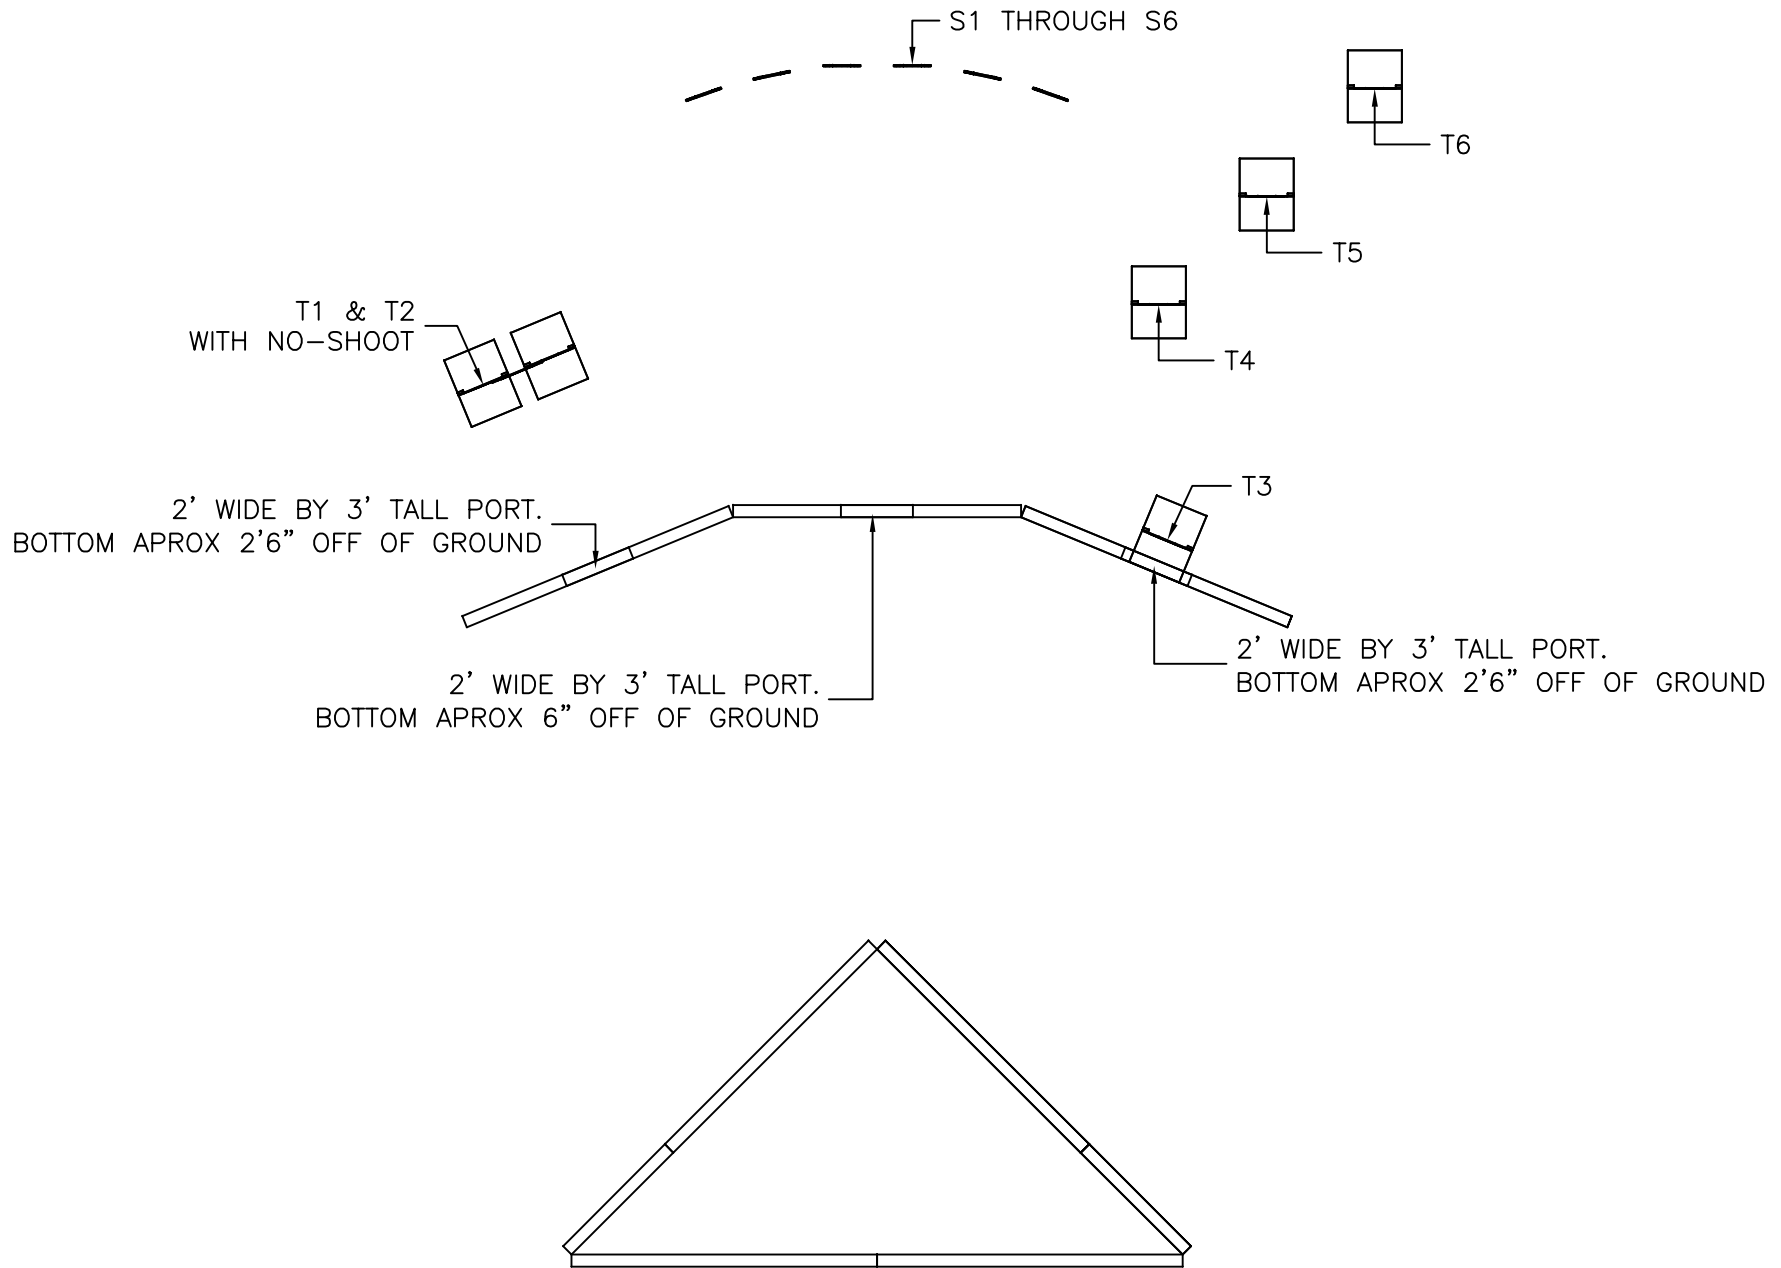 S1 THROUGH S6
T6
T5
T1 & T2
WITH NO-SHOOT
T4
T3
2' WIDE BY 3' TALL PORT.
BOTTOM APROX 2'6" OFF OF GROUND
2' WIDE BY 3' TALL PORT.
BOTTOM APROX 2'6" OFF OF GROUND
2' WIDE BY 3' TALL PORT.
BOTTOM APROX 6" OFF OF GROUND